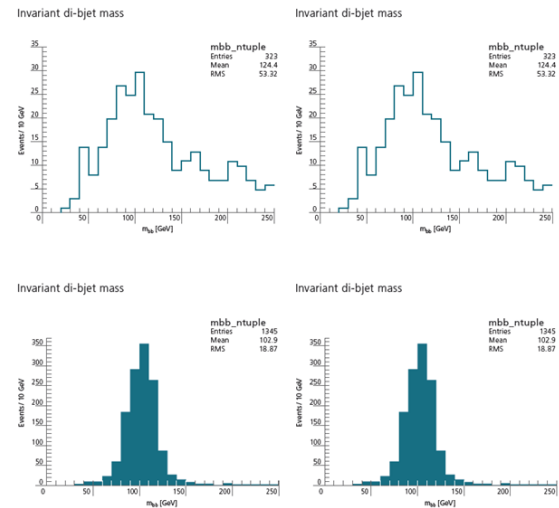 Invariant di-bjet mass
mbb_ntuple
Entries 323
Mean 124.4
RMS 53.32
Events/ 10 GeV
35
30
25
20
15
10
5
0
0 50 100 150 200 250
mbb [GeV]
Invariant di-bjet mass
mbb_ntuple
Entries 323
Mean 124.4
RMS 53.32
Events/ 10 GeV
35
30
25
20
15
10
5
0
0 50 100 150 200 250
mbb [GeV]
Invariant di-bjet mass
mbb_ntuple
Entries 1345
Mean 102.9
RMS 18.87
Events/ 10 GeV
350
300
250
200
150
100
50
0
0 50 100 150 200 250
mbb [GeV]
Invariant di-bjet mass
mbb_ntuple
Entries 1345
Mean 102.9
RMS 18.87
Events/ 10 GeV
350
300
250
200
150
100
50
0
0 50 100 150 200 250
mbb [GeV]